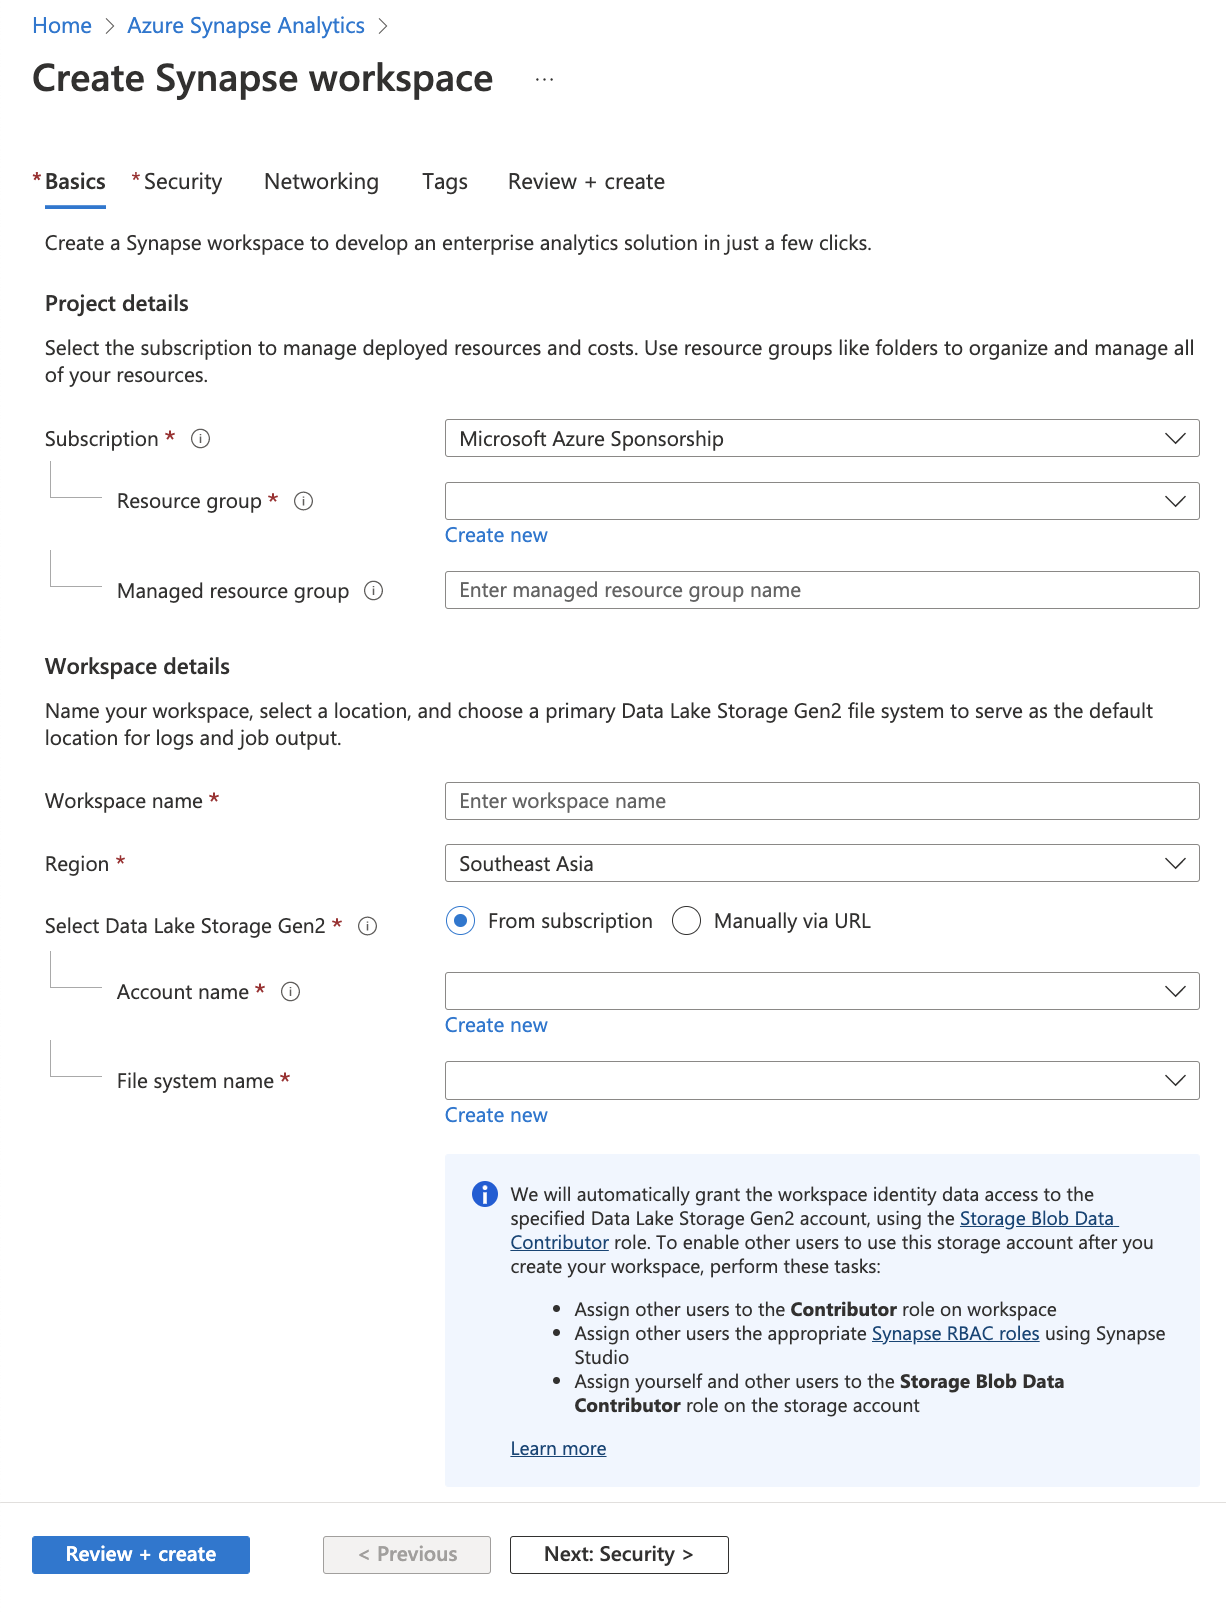 Home > Azure Synapse Analytics >
Create Synapse workspace ...
* Basics * Security Networking Tags Review + create
Create a Synapse workspace to develop an enterprise analytics solution in just a few clicks.
Project details
Select the subscription to manage deployed resources and costs. Use resource groups like folders to organize and manage all
of your resources.
Subscription * Microsoft Azure Sponsorship
Resource group *
Create new
Managed resource group Enter managed resource group name
Workspace details
Name your workspace, select a location, and choose a primary Data Lake Storage Gen2 file system to serve as the default
location for logs and job output.
Workspace name * Enter workspace name
Region * Southeast Asia
Select Data Lake Storage Gen2 * From subscription Manually via URL
Account name *
Create new
File system name *
Create new
We will automatically grant the workspace identity data access to the
specified Data Lake Storage Gen2 account, using the Storage Blob Data
Contributor role. To enable other users to use this storage account after you
create your workspace, perform these tasks:
• Assign other users to the Contributor role on workspace
• Assign other users the appropriate Synapse RBAC roles using Synapse
Studio
• Assign yourself and other users to the Storage Blob Data
Contributor role on the storage account
Learn more
Review + create < Previous Next: Security >